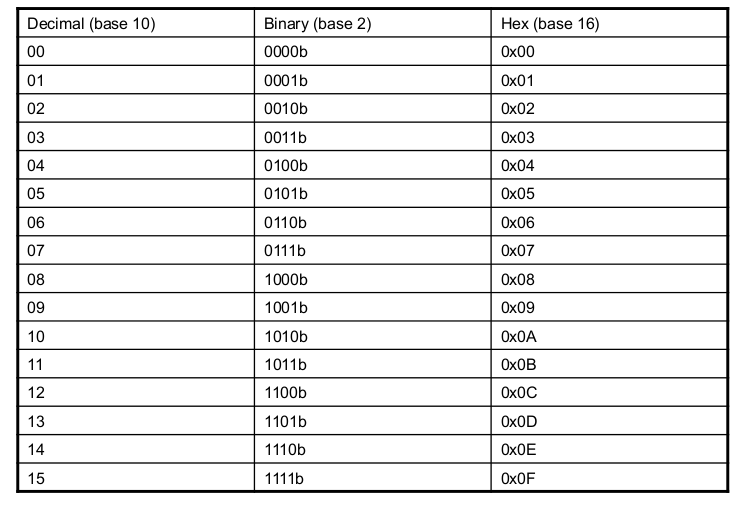 Decimal (base 10) Binary (base 2) Hex (base 16)
00 0000b 0x00
01 0001b 0x01
02 0010b 0x02
03 0011b 0x03
04 0100b 0x04
05 0101b 0x05
06 0110b 0x06
07 0111b 0x07
08 1000b 0x08
09 1001b 0x09
10 1010b 0x0A
11 1011b 0x0B
12 1100b 0x0C
13 1101b 0x0D
14 1110b 0x0E
15 1111b 0x0F